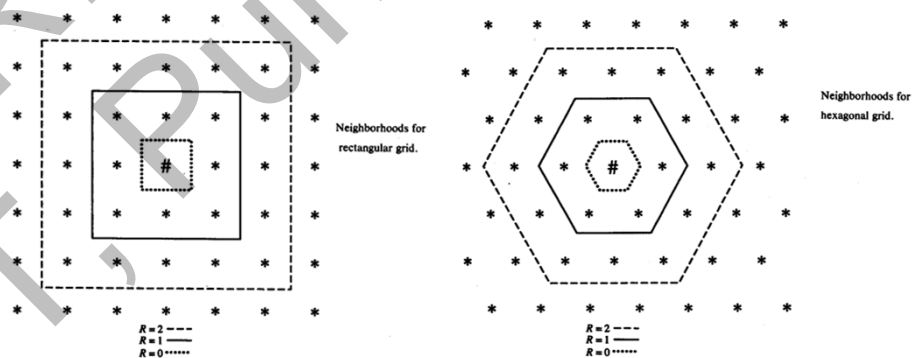 Neighborhoods for
rectangular grid.
R = 2 ----
R = 1 ——
R = 0 ······
Neighborhoods for
hexagonal grid.
R = 2 ----
R = 1 ——
R = 0 ······